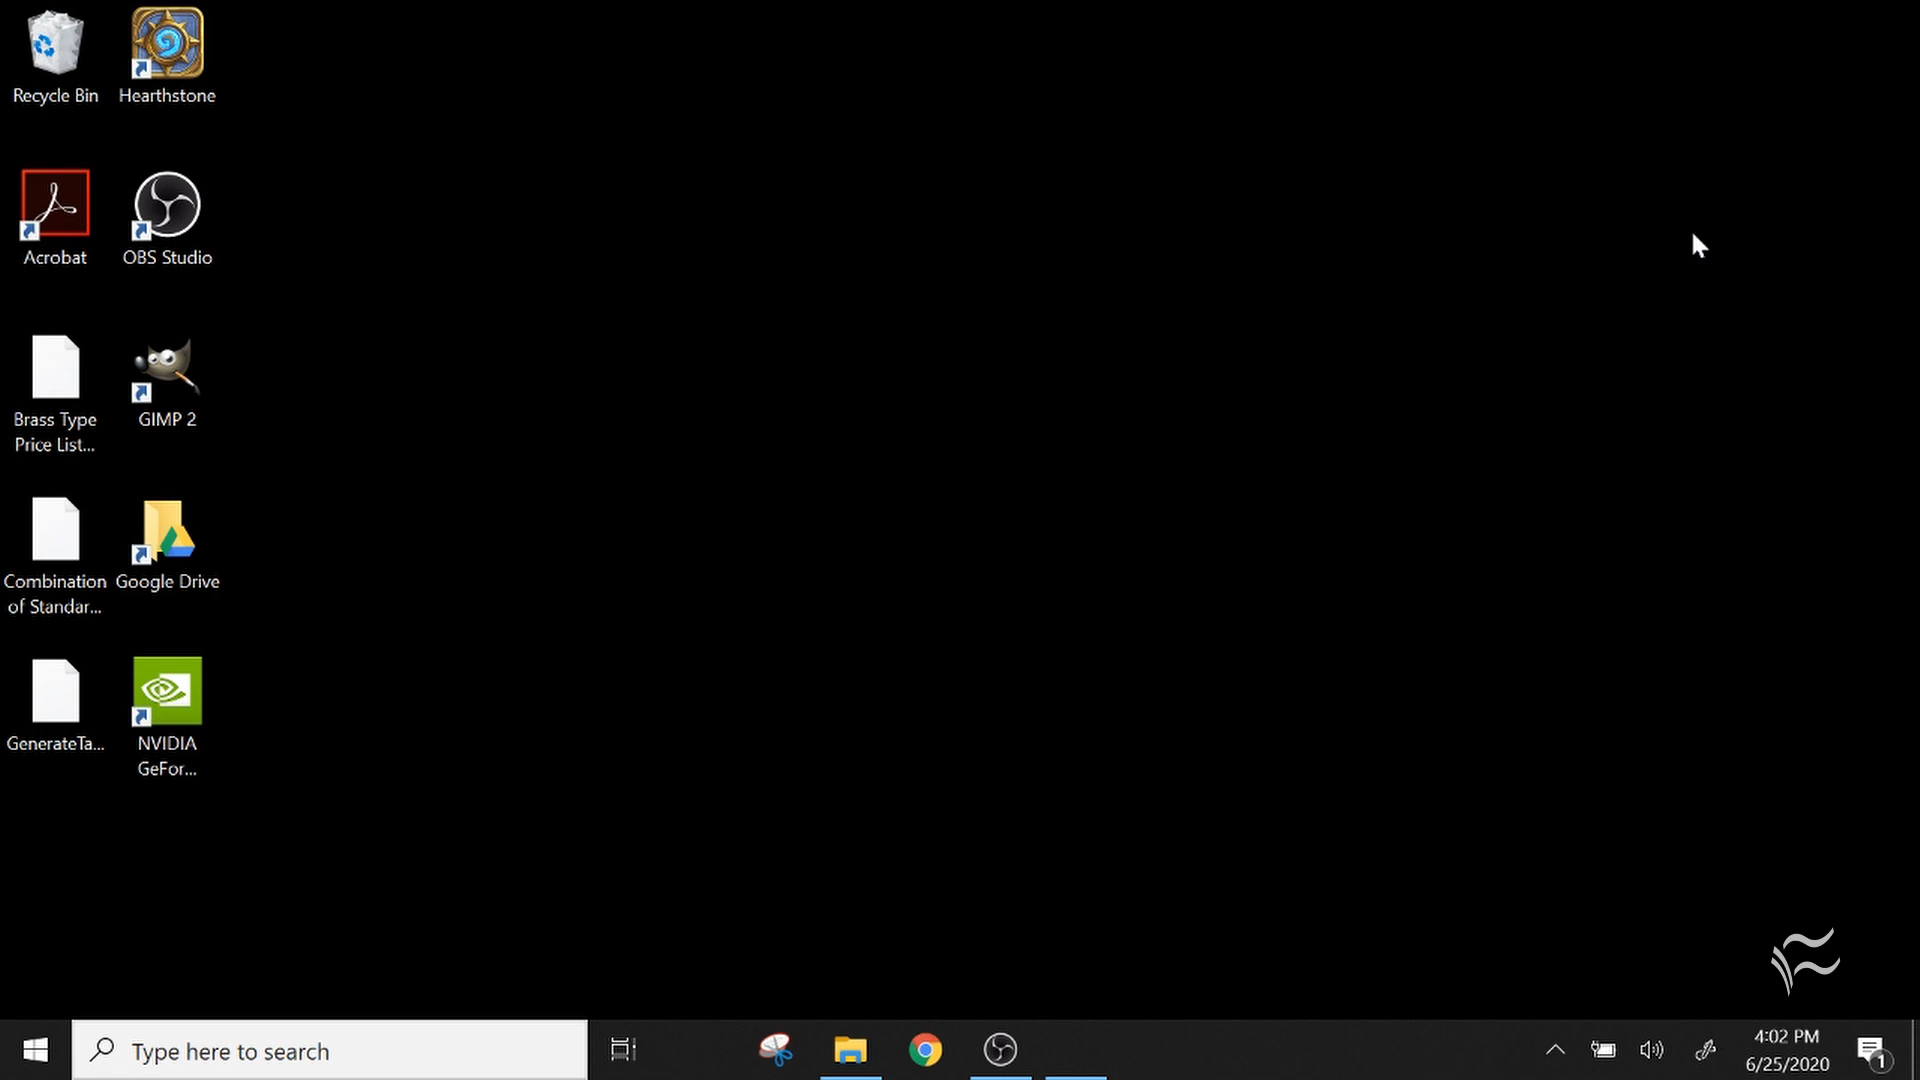 Recycle Bin
Hearthstone
Acrobat
OBS Studio
Brass Type
Price List...
GIMP 2
Combination
of Standar...
Google Drive
GenerateTa...
NVIDIA
GeFor...
Type here to search
4:02 PM
6/25/2020
1